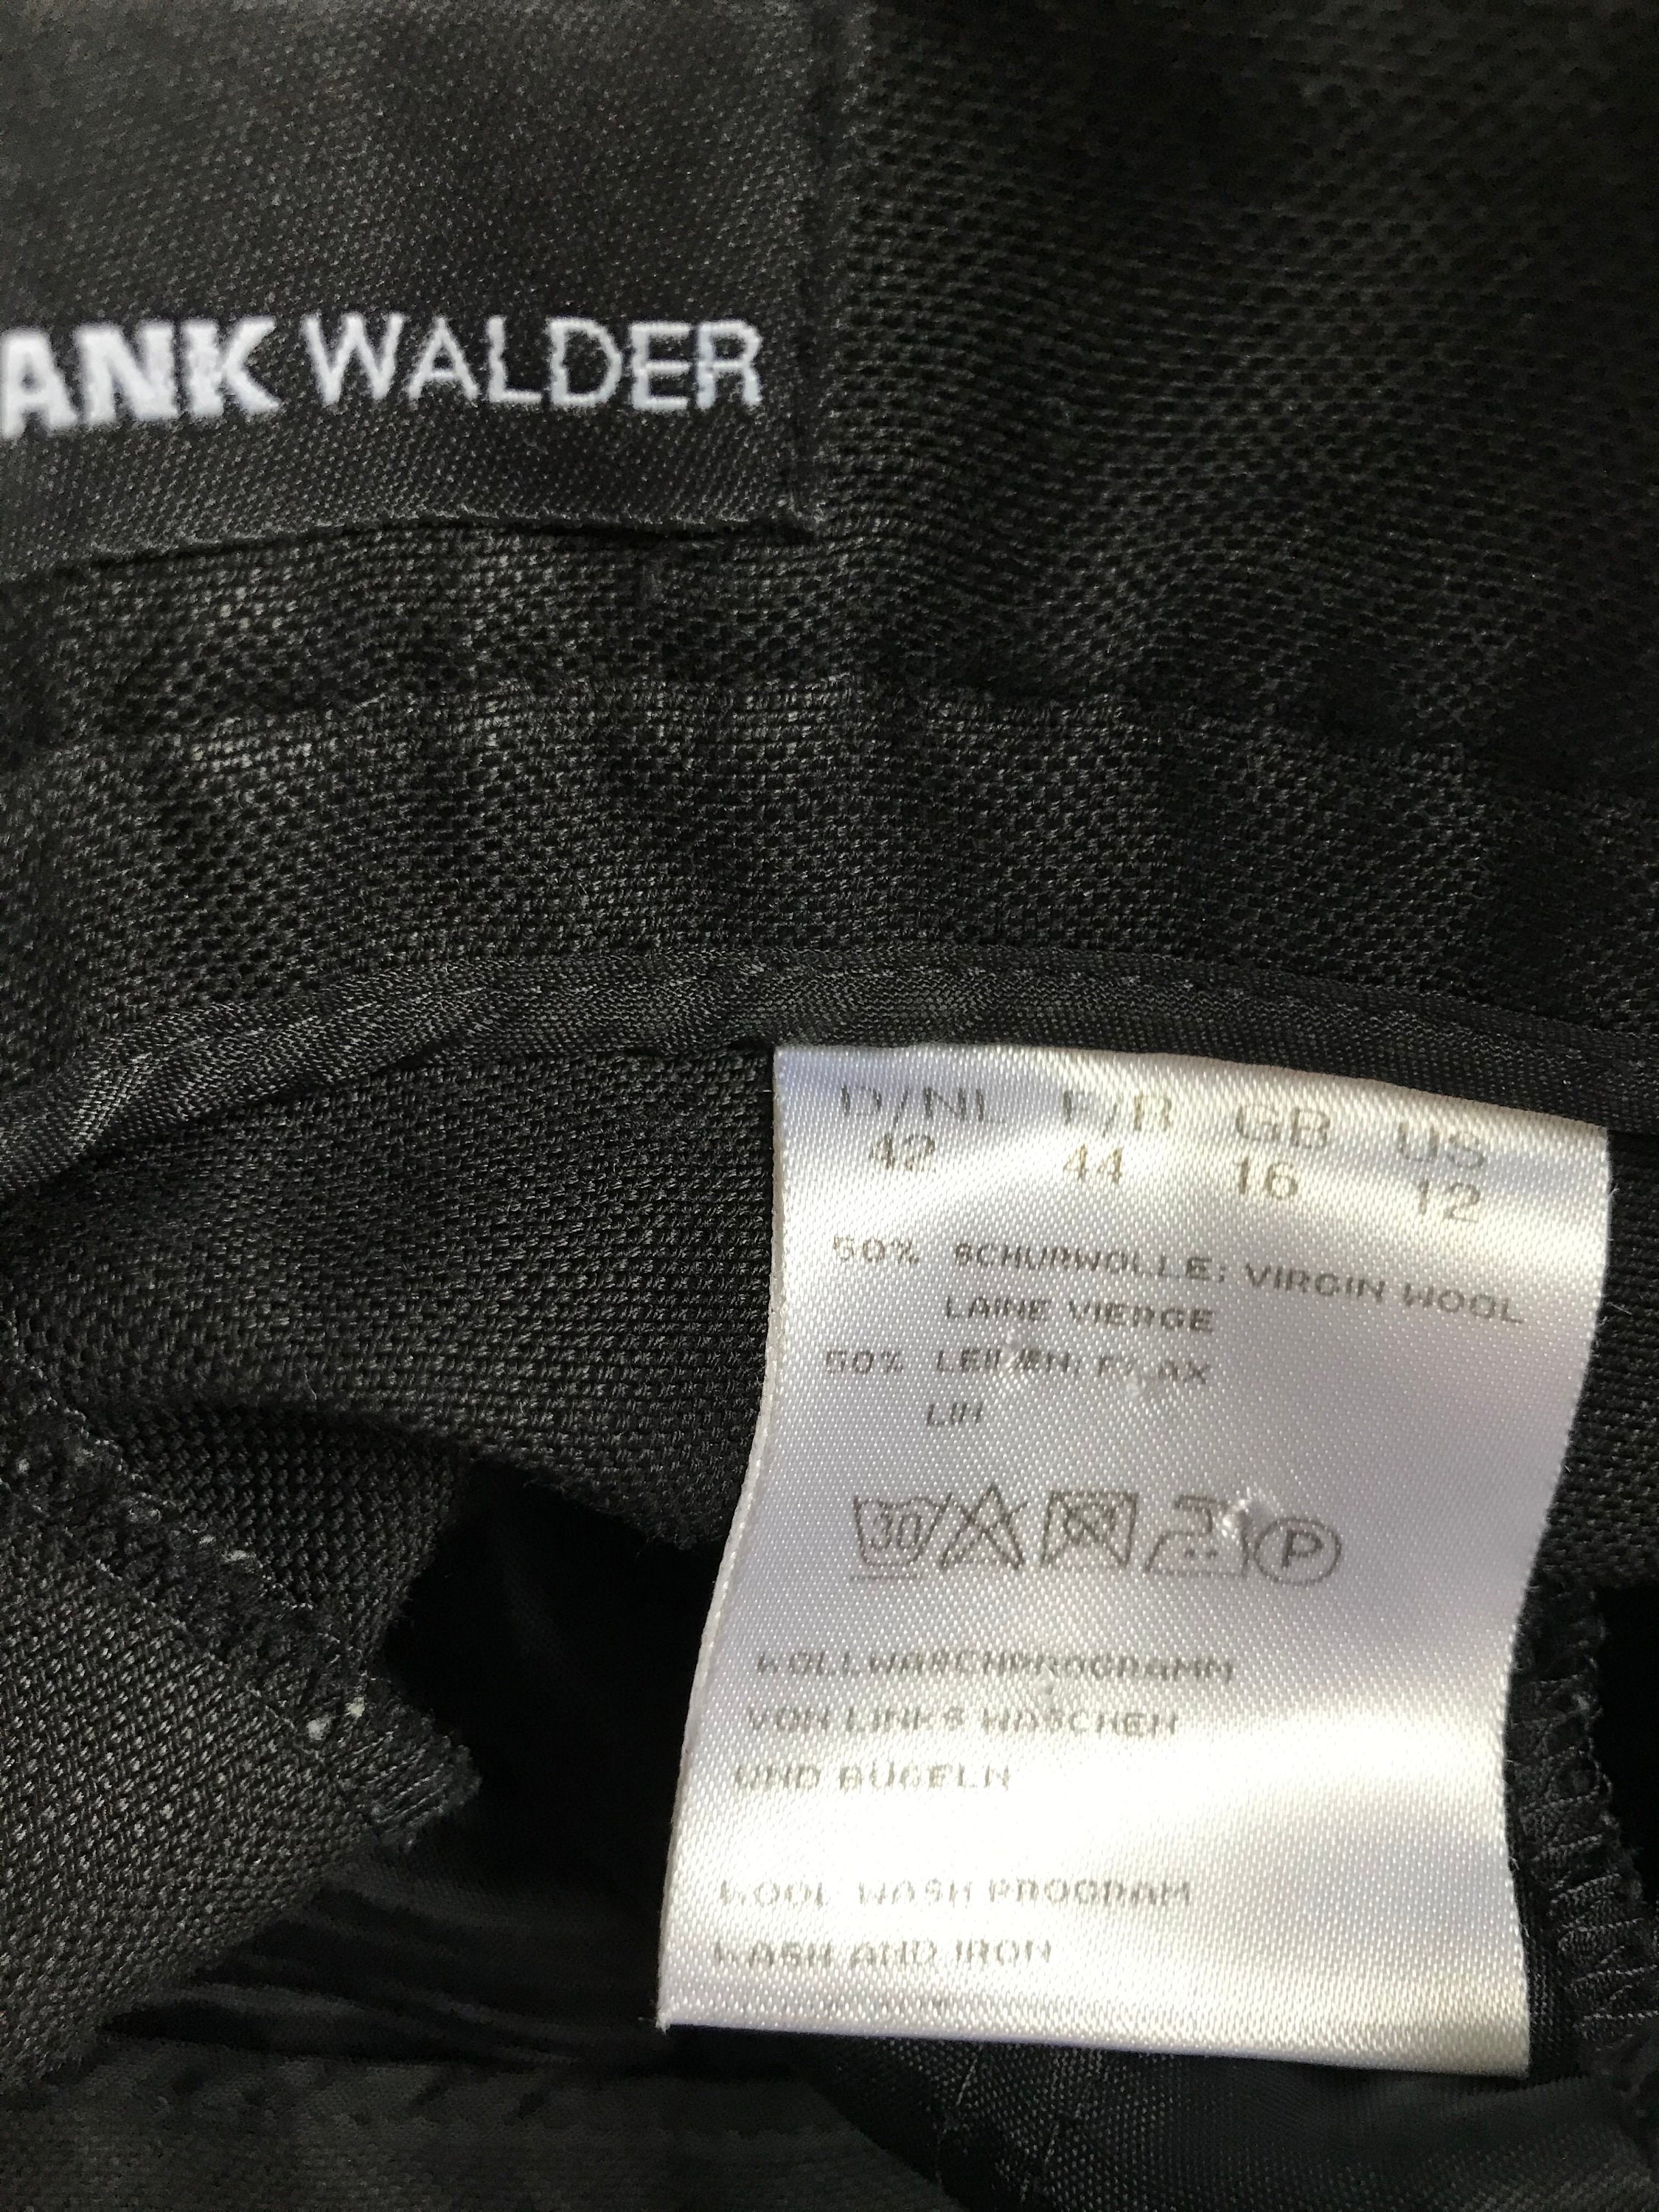 ANK WALDER
D/NL F/B GB US
42 44 16 12
50% SCHURWOLLE; VIRGIN WOOL
LAINE VIERGE
50% LEINEN; FLAX
LIN
30 P
WOLLWASCHPROGRAMM
VON LINKS WASCHEN
UND BÜGELN
WOOL WASH PROGRAM
WASH AND IRON